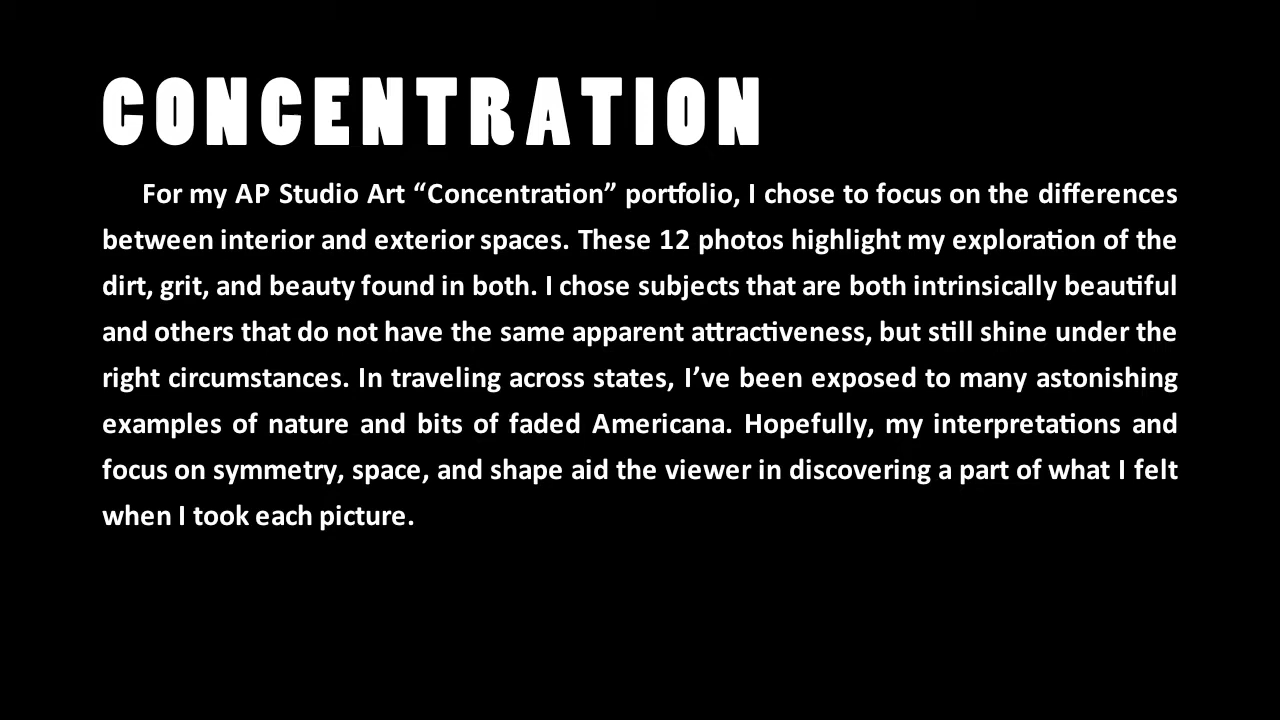 CONCENTRATION
For my AP Studio Art “Concentration” portfolio, I chose to focus on the differences
between interior and exterior spaces. These 12 photos highlight my exploration of the
dirt, grit, and beauty found in both. I chose subjects that are both intrinsically beautiful
and others that do not have the same apparent attractiveness, but still shine under the
right circumstances. In traveling across states, I’ve been exposed to many astonishing
examples of nature and bits of faded Americana. Hopefully, my interpretations and
focus on symmetry, space, and shape aid the viewer in discovering a part of what I felt
when I took each picture.